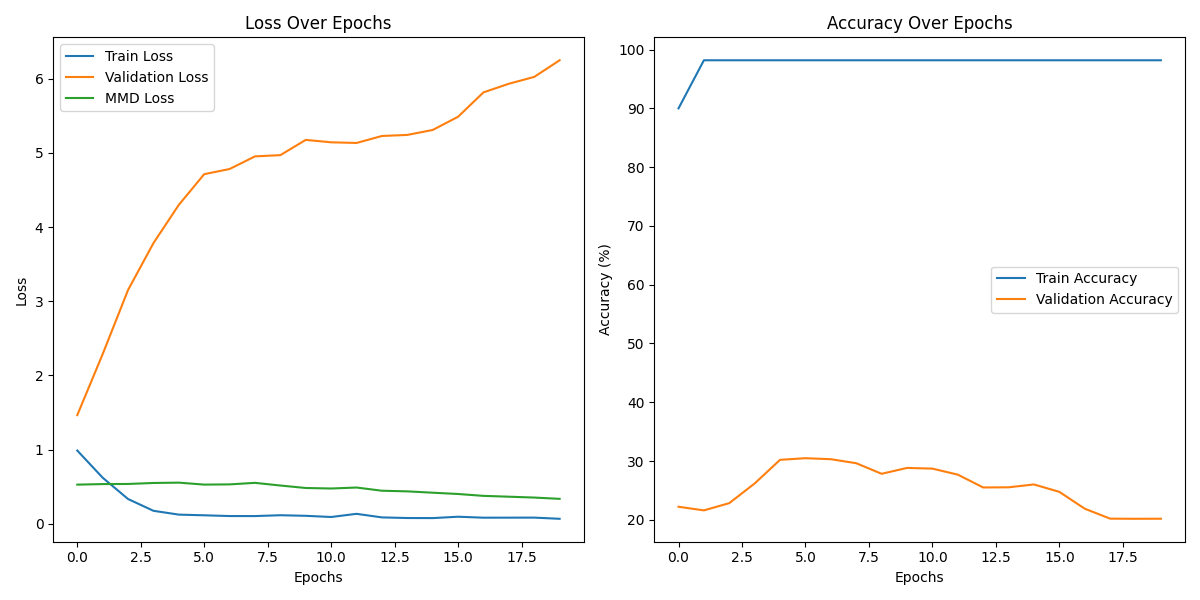 Loss Over Epochs
Train Loss
Validation Loss
MMD Loss
6
5
4
3
2
1
0
Loss
0.0 2.5 5.0 7.5 10.0 12.5 15.0 17.5
Epochs
Accuracy Over Epochs
100
90
80
70
60
50
40
30
20
Accuracy (%)
Train Accuracy
Validation Accuracy
0.0 2.5 5.0 7.5 10.0 12.5 15.0 17.5
Epochs